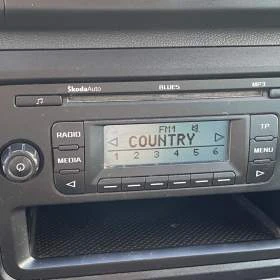 ŠkodaAuto BLUES MP3
RADIO FM1 TP
COUNTRY
MEDIA 1 2 3 4 5 6 MENU